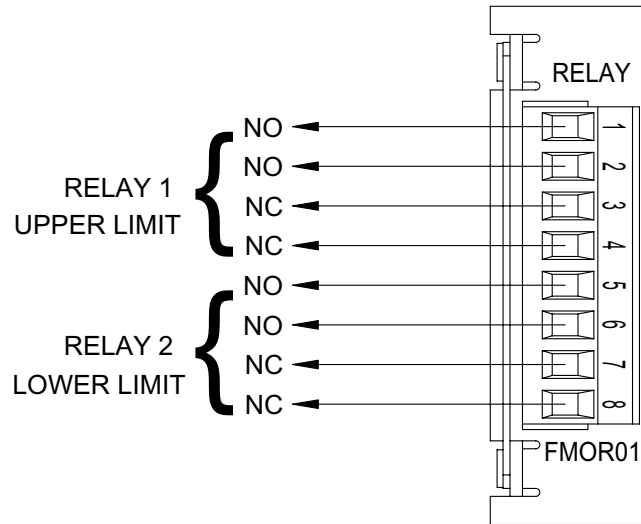 RELAY
NO 1
NO 2
RELAY 1
UPPER LIMIT
NC 3
NC 4
NO 5
NO 6
RELAY 2
LOWER LIMIT
NC 7
NC 8
FMOR01